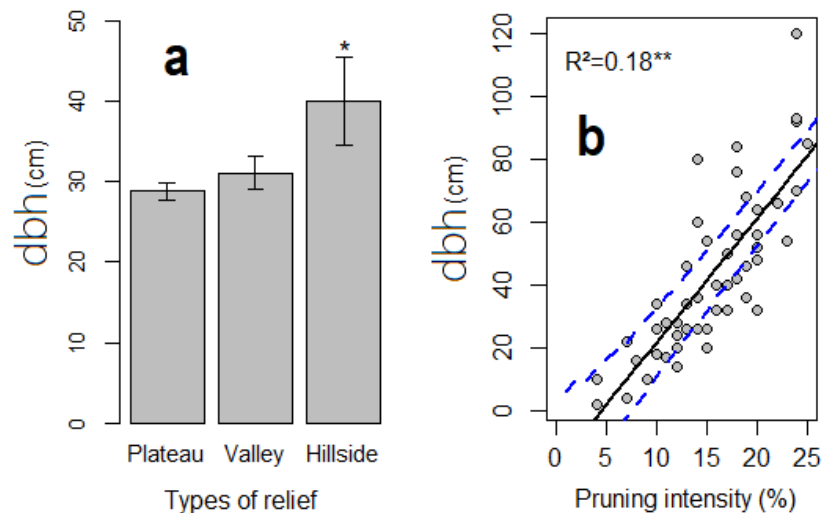 a
*
dbh (cm)
0
10
20
30
40
50
Plateau Valley Hillside
Types of relief
b
R²=0.18**
dbh (cm)
0
20
40
60
80
100
120
0 5 10 15 20 25
Pruning intensity (%)